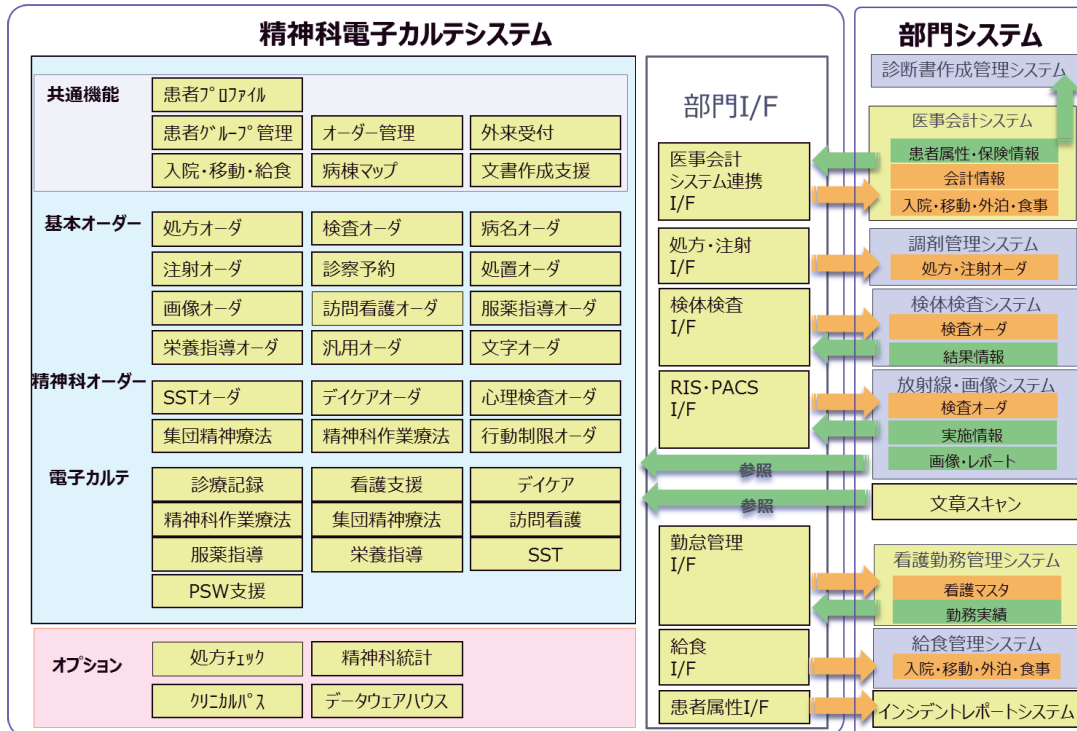 精神科電子カルテシステム
共通機能
患者ﾌﾟﾛﾌｧｲﾙ
患者ｸﾞﾙｰﾌﾟ管理
オーダー管理
外来受付
入院・移動・給食
病棟マップ
文書作成支援
基本オーダー
処方オーダ
検査オーダ
病名オーダ
注射オーダ
診察予約
処置オーダ
画像オーダ
訪問看護オーダ
服薬指導オーダ
栄養指導オーダ
汎用オーダ
文字オーダ
精神科オーダー
SSTオーダ
デイケアオーダ
心理検査オーダ
集団精神療法
精神科作業療法
行動制限オーダ
電子カルテ
診療記録
看護支援
デイケア
精神科作業療法
集団精神療法
訪問看護
服薬指導
栄養指導
SST
PSW支援
オプション
処方ﾁｪｯｸ
精神科統計
ｸﾘﾆｶﾙﾊﾟｽ
データウェアハウス
部門I/F
医事会計
システム連携
I/F
処方・注射
I/F
検体検査
I/F
RIS・PACS
I/F
参照
参照
勤怠管理
I/F
給食
I/F
患者属性I/F
部門システム
診断書作成管理システム
医事会計システム
患者属性・保険情報
会計情報
入院・移動・外泊・食事
調剤管理システム
処方・注射オーダ
検体検査システム
検査オーダ
結果情報
放射線・画像システム
検査オーダ
実施情報
画像・レポート
文章スキャン
看護勤務管理システム
看護マスタ
勤務実績
給食管理システム
入院・移動・外泊・食事
インシデントレポートシステム